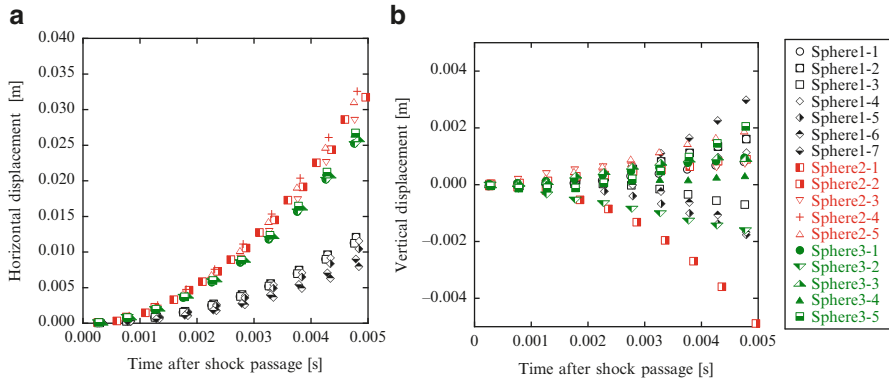 a
b
0.040
0.035
0.030
0.025
0.020
0.015
0.010
0.005
0.000
Horizontal displacement [m]
0.000
0.001
0.002
0.003
0.004
0.005
Time after shock passage [s]
0.004
0.002
0.000
−0.002
−0.004
Vertical displacement [m]
0
0.001
0.002
0.003
0.004
0.005
Time after shock passage [s]
Sphere1-1
Sphere1-2
Sphere1-3
Sphere1-4
Sphere1-5
Sphere1-6
Sphere1-7
Sphere2-1
Sphere2-2
Sphere2-3
Sphere2-4
Sphere2-5
Sphere3-1
Sphere3-2
Sphere3-3
Sphere3-4
Sphere3-5